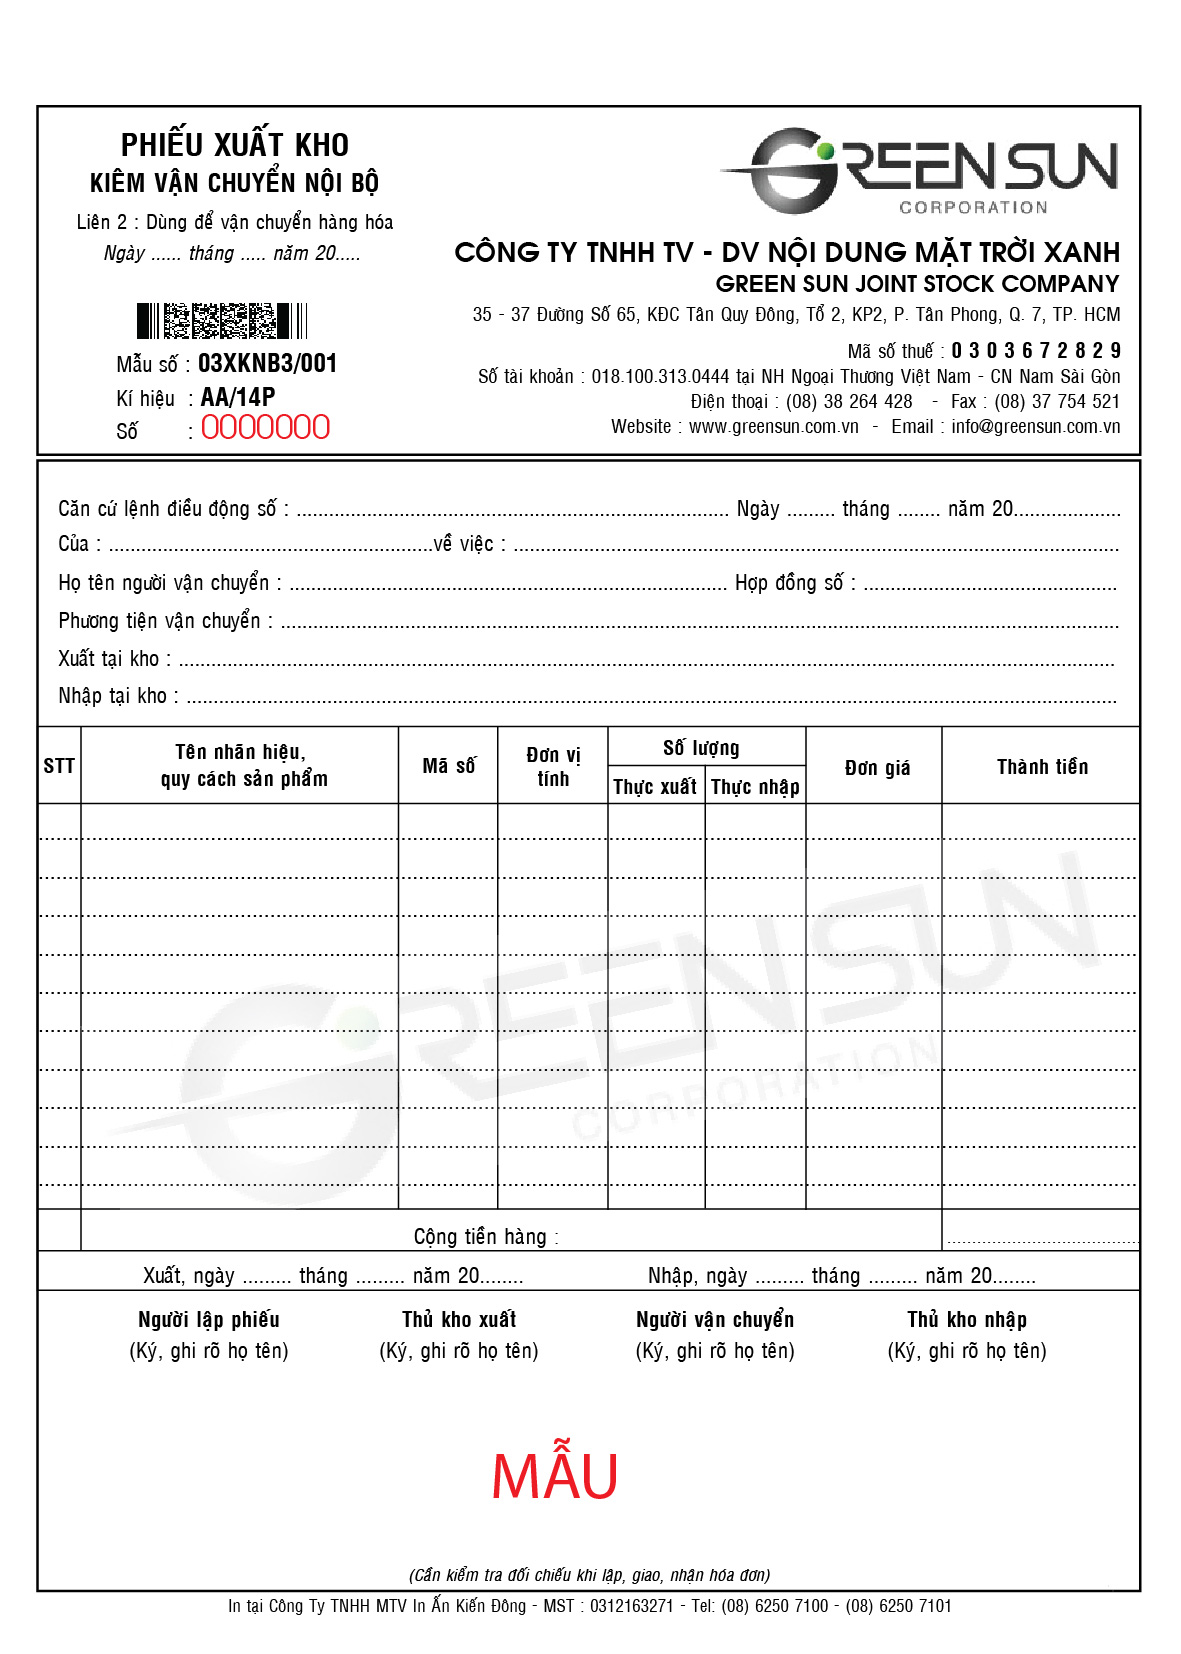 PHIẾU XUẤT KHO
KIÊM VẬN CHUYỂN NỘI BỘ
Liên 2 : Dùng để vận chuyển hàng hóa
Ngày ...... tháng ..... năm 20.....
Mẫu số : 03XKNB3/001
Kí hiệu : AA/14P
Số : 0000000
GREEN SUN
CORPORATION
CÔNG TY TNHH TV - DV NỘI DUNG MẶT TRỜI XANH
GREEN SUN JOINT STOCK COMPANY
35 - 37 Đường Số 65, KĐC Tân Quy Đông, Tổ 2, KP2, P. Tân Phong, Q. 7, TP. HCM
Mã số thuế : 0 3 0 3 6 7 2 8 2 9
Số tài khoản : 018.100.313.0444 tại NH Ngoại Thương Việt Nam - CN Nam Sài Gòn
Điện thoại : (08) 38 264 428 - Fax : (08) 37 754 521
Website : www.greensun.com.vn - Email : info@greensun.com.vn
Căn cứ lệnh điều động số : ................................................................................ Ngày ......... tháng ........ năm 20....................
Của : ............................................................về việc : ................................................................................................................
Họ tên người vận chuyển : ................................................................................. Hợp đồng số : ...............................................
Phương tiện vận chuyển : ...........................................................................................................................................................
Xuất tại kho : .............................................................................................................................................................................
Nhập tại kho : ............................................................................................................................................................................
STT Tên nhãn hiệu, quy cách sản phẩm Mã số Đơn vị tính Số lượng Đơn giá Thành tiền
Thực xuất Thực nhập
GREEN SUN
CORPORATION
Cộng tiền hàng :
Xuất, ngày ......... tháng ......... năm 20........ Nhập, ngày ......... tháng ......... năm 20........
Người lập phiếu Thủ kho xuất Người vận chuyển Thủ kho nhập
(Ký, ghi rõ họ tên) (Ký, ghi rõ họ tên) (Ký, ghi rõ họ tên) (Ký, ghi rõ họ tên)
MẪU
(Cần kiểm tra đối chiếu khi lập, giao, nhận hóa đơn)
In tại Công Ty TNHH MTV In Ấn Kiến Đông - MST : 0312163271 - Tel: (08) 6250 7100 - (08) 6250 7101